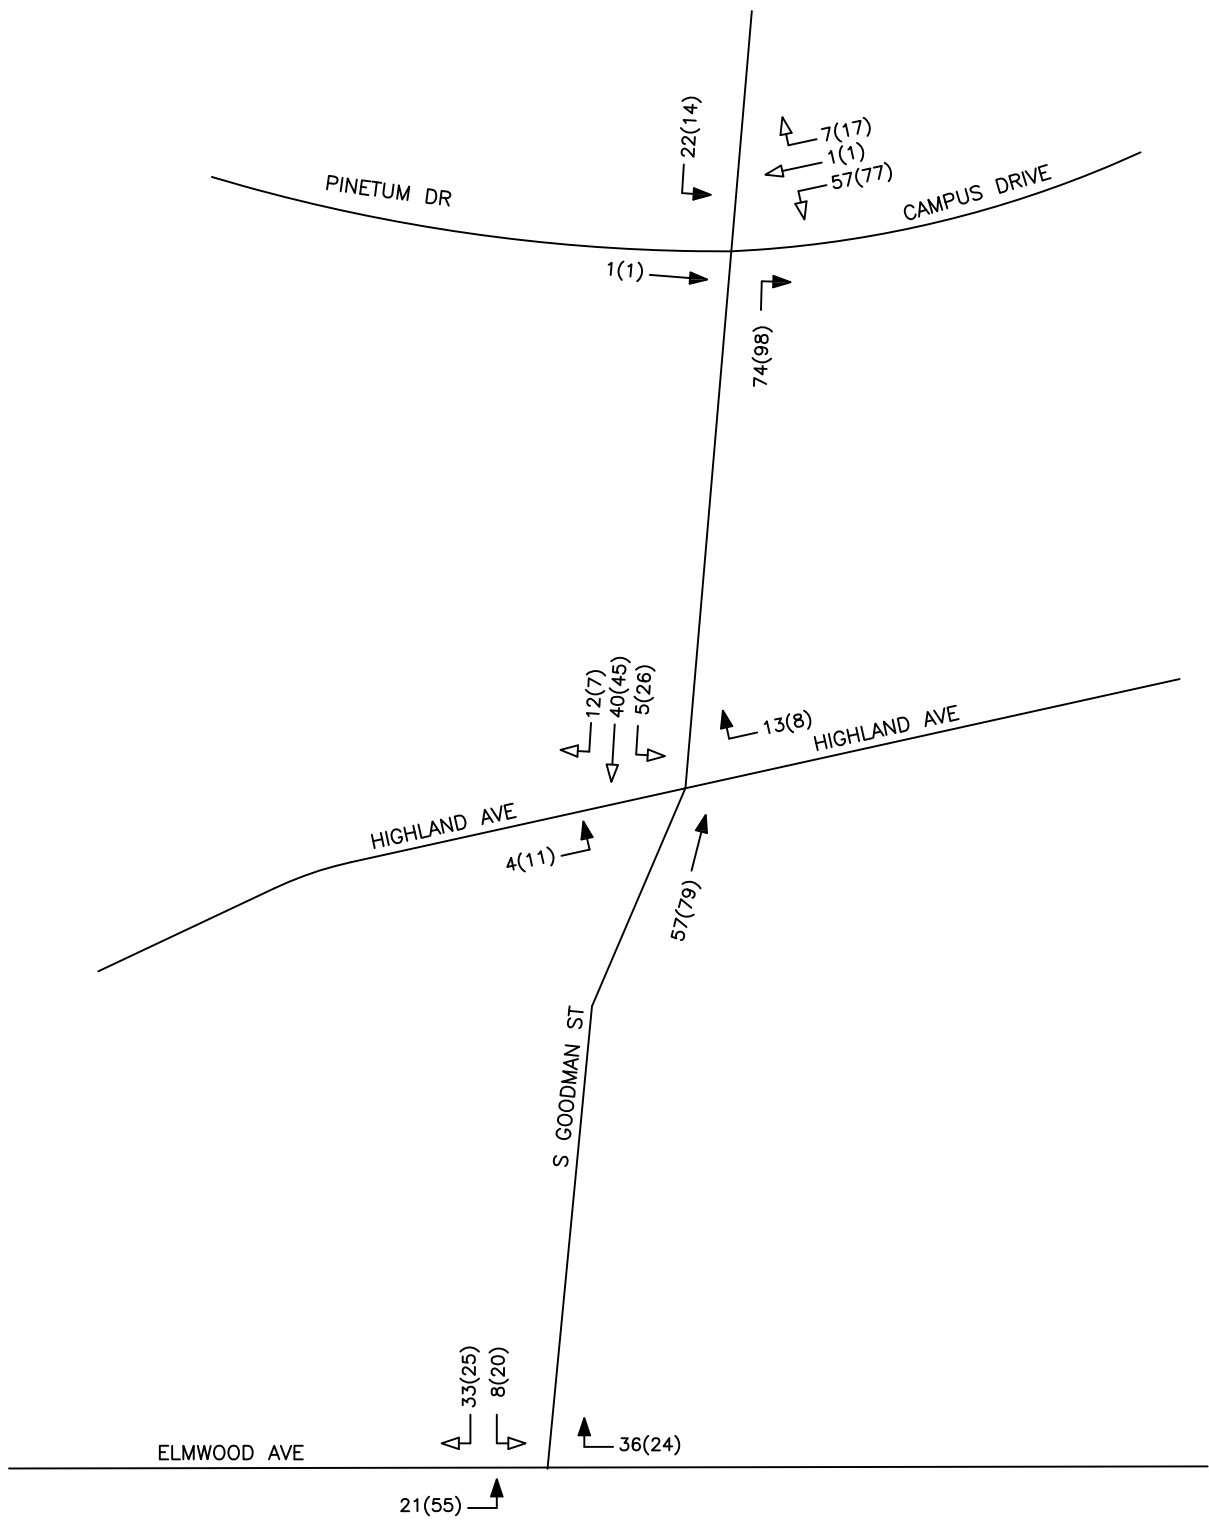 22(14)
7(17)
1(1)
57(77)
PINETUM DR
CAMPUS DRIVE
1(1)
74(98)
12(7)
40(45)
5(26)
13(8)
HIGHLAND AVE
HIGHLAND AVE
4(11)
57(79)
S GOODMAN ST
33(25)
8(20)
36(24)
ELMWOOD AVE
21(55)